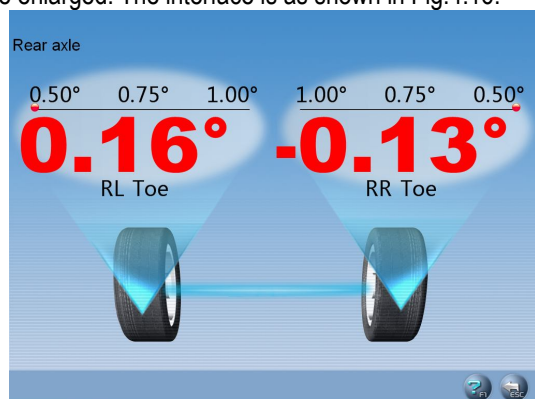 s enlarged. The interface is as shown in Fig.4.10.
Rear axle
0.50° 0.75° 1.00° 1.00° 0.75° 0.50°
0.16° -0.13°
RL Toe RR Toe
? F1 ESC